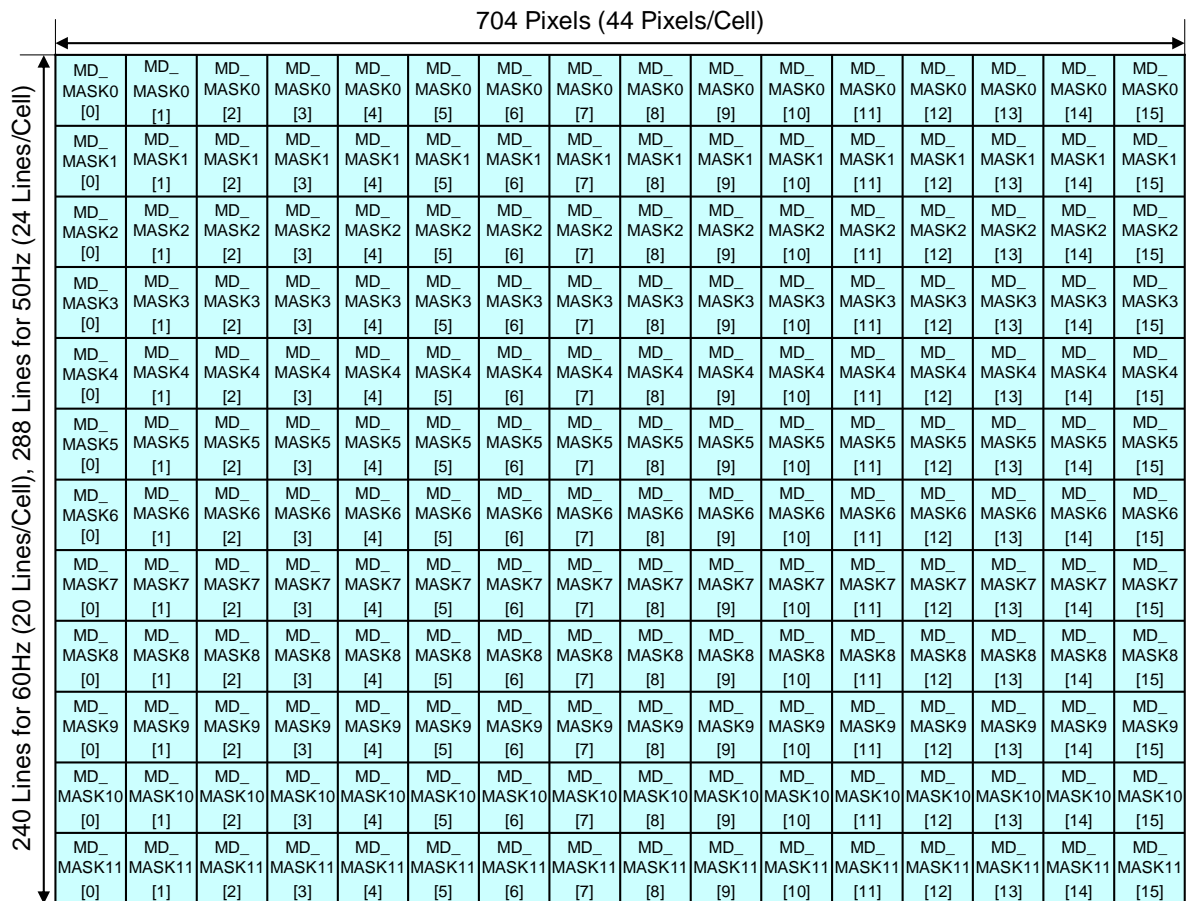 704 Pixels (44 Pixels/Cell)
240 Lines for 60Hz (20 Lines/Cell), 288 Lines for 50Hz (24 Lines/Cell)
MD_ MD_ MD_ MD_ MD_ MD_ MD_ MD_ MD_ MD_ MD_ MD_ MD_ MD_ MD_ MD_
MASK0 MASK0 MASK0 MASK0 MASK0 MASK0 MASK0 MASK0 MASK0 MASK0 MASK0 MASK0 MASK0 MASK0 MASK0 MASK0
[0] [1] [2] [3] [4] [5] [6] [7] [8] [9] [10] [11] [12] [13] [14] [15]
MD_ MD_ MD_ MD_ MD_ MD_ MD_ MD_ MD_ MD_ MD_ MD_ MD_ MD_ MD_ MD_
MASK1 MASK1 MASK1 MASK1 MASK1 MASK1 MASK1 MASK1 MASK1 MASK1 MASK1 MASK1 MASK1 MASK1 MASK1 MASK1
[0] [1] [2] [3] [4] [5] [6] [7] [8] [9] [10] [11] [12] [13] [14] [15]
MD_ MD_ MD_ MD_ MD_ MD_ MD_ MD_ MD_ MD_ MD_ MD_ MD_ MD_ MD_ MD_
MASK2 MASK2 MASK2 MASK2 MASK2 MASK2 MASK2 MASK2 MASK2 MASK2 MASK2 MASK2 MASK2 MASK2 MASK2 MASK2
[0] [1] [2] [3] [4] [5] [6] [7] [8] [9] [10] [11] [12] [13] [14] [15]
MD_ MD_ MD_ MD_ MD_ MD_ MD_ MD_ MD_ MD_ MD_ MD_ MD_ MD_ MD_ MD_
MASK3 MASK3 MASK3 MASK3 MASK3 MASK3 MASK3 MASK3 MASK3 MASK3 MASK3 MASK3 MASK3 MASK3 MASK3 MASK3
[0] [1] [2] [3] [4] [5] [6] [7] [8] [9] [10] [11] [12] [13] [14] [15]
MD_ MD_ MD_ MD_ MD_ MD_ MD_ MD_ MD_ MD_ MD_ MD_ MD_ MD_ MD_ MD_
MASK4 MASK4 MASK4 MASK4 MASK4 MASK4 MASK4 MASK4 MASK4 MASK4 MASK4 MASK4 MASK4 MASK4 MASK4 MASK4
[0] [1] [2] [3] [4] [5] [6] [7] [8] [9] [10] [11] [12] [13] [14] [15]
MD_ MD_ MD_ MD_ MD_ MD_ MD_ MD_ MD_ MD_ MD_ MD_ MD_ MD_ MD_ MD_
MASK5 MASK5 MASK5 MASK5 MASK5 MASK5 MASK5 MASK5 MASK5 MASK5 MASK5 MASK5 MASK5 MASK5 MASK5 MASK5
[0] [1] [2] [3] [4] [5] [6] [7] [8] [9] [10] [11] [12] [13] [14] [15]
MD_ MD_ MD_ MD_ MD_ MD_ MD_ MD_ MD_ MD_ MD_ MD_ MD_ MD_ MD_ MD_
MASK6 MASK6 MASK6 MASK6 MASK6 MASK6 MASK6 MASK6 MASK6 MASK6 MASK6 MASK6 MASK6 MASK6 MASK6 MASK6
[0] [1] [2] [3] [4] [5] [6] [7] [8] [9] [10] [11] [12] [13] [14] [15]
MD_ MD_ MD_ MD_ MD_ MD_ MD_ MD_ MD_ MD_ MD_ MD_ MD_ MD_ MD_ MD_
MASK7 MASK7 MASK7 MASK7 MASK7 MASK7 MASK7 MASK7 MASK7 MASK7 MASK7 MASK7 MASK7 MASK7 MASK7 MASK7
[0] [1] [2] [3] [4] [5] [6] [7] [8] [9] [10] [11] [12] [13] [14] [15]
MD_ MD_ MD_ MD_ MD_ MD_ MD_ MD_ MD_ MD_ MD_ MD_ MD_ MD_ MD_ MD_
MASK8 MASK8 MASK8 MASK8 MASK8 MASK8 MASK8 MASK8 MASK8 MASK8 MASK8 MASK8 MASK8 MASK8 MASK8 MASK8
[0] [1] [2] [3] [4] [5] [6] [7] [8] [9] [10] [11] [12] [13] [14] [15]
MD_ MD_ MD_ MD_ MD_ MD_ MD_ MD_ MD_ MD_ MD_ MD_ MD_ MD_ MD_ MD_
MASK9 MASK9 MASK9 MASK9 MASK9 MASK9 MASK9 MASK9 MASK9 MASK9 MASK9 MASK9 MASK9 MASK9 MASK9 MASK9
[0] [1] [2] [3] [4] [5] [6] [7] [8] [9] [10] [11] [12] [13] [14] [15]
MD_ MD_ MD_ MD_ MD_ MD_ MD_ MD_ MD_ MD_ MD_ MD_ MD_ MD_ MD_ MD_
MASK10 MASK10 MASK10 MASK10 MASK10 MASK10 MASK10 MASK10 MASK10 MASK10 MASK10 MASK10 MASK10 MASK10 MASK10 MASK10
[0] [1] [2] [3] [4] [5] [6] [7] [8] [9] [10] [11] [12] [13] [14] [15]
MD_ MD_ MD_ MD_ MD_ MD_ MD_ MD_ MD_ MD_ MD_ MD_ MD_ MD_ MD_ MD_
MASK11 MASK11 MASK11 MASK11 MASK11 MASK11 MASK11 MASK11 MASK11 MASK11 MASK11 MASK11 MASK11 MASK11 MASK11 MASK11
[0] [1] [2] [3] [4] [5] [6] [7] [8] [9] [10] [11] [12] [13] [14] [15]